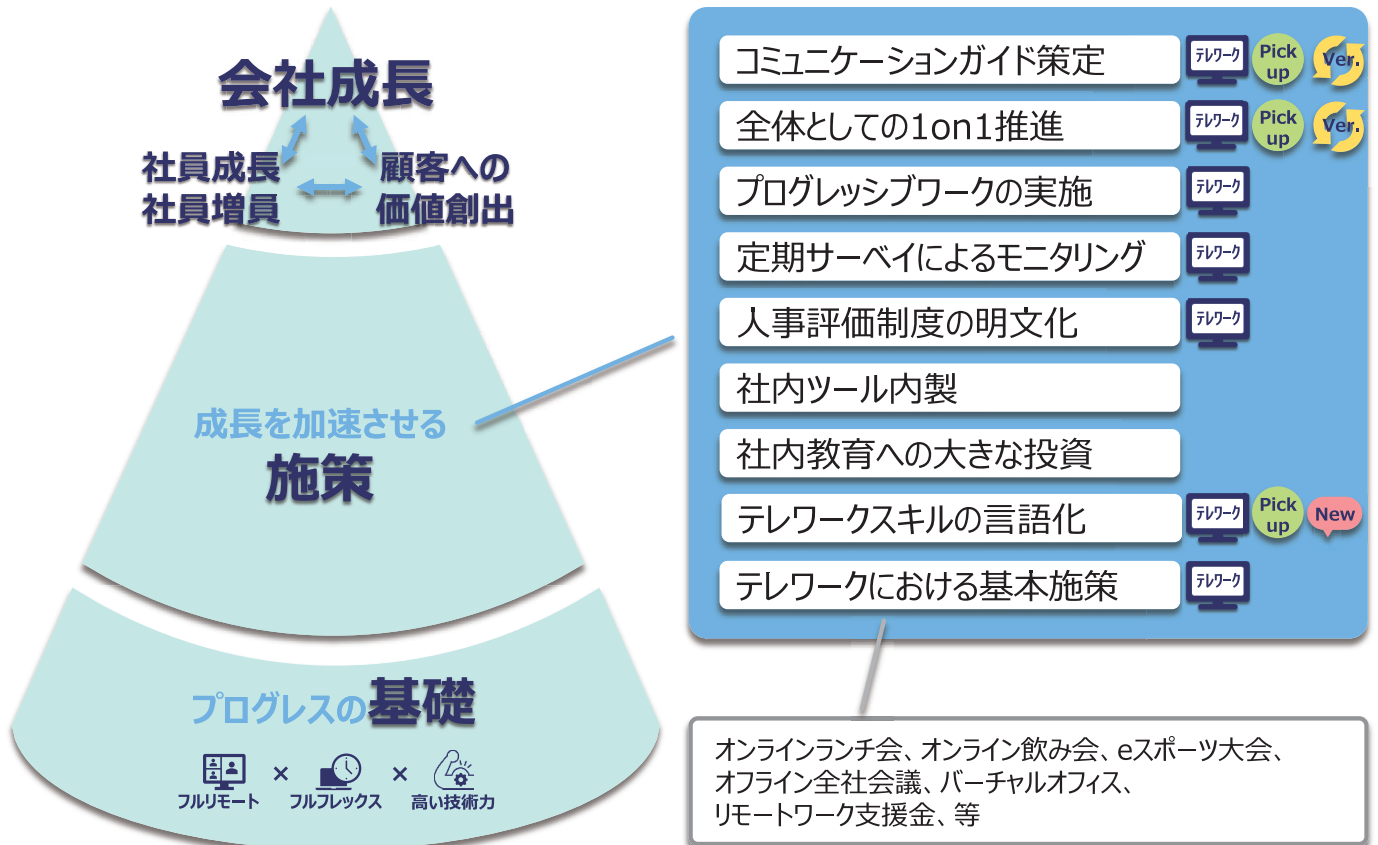 会社成長
社員成長
社員増員
顧客への
価値創出
成長を加速させる
施策
プログレスの基礎
フルリモート × フルフレックス × 高い技術力
コミュニケーションガイド策定 テレワーク Pick up Ver.
全体としての1on1推進 テレワーク Pick up Ver.
プログレッシブワークの実施 テレワーク
定期サーベイによるモニタリング テレワーク
人事評価制度の明文化 テレワーク
社内ツール内製
社内教育への大きな投資
テレワークスキルの言語化 テレワーク Pick up New
テレワークにおける基本施策 テレワーク
オンラインランチ会、オンライン飲み会、eスポーツ大会、
オフライン全社会議、バーチャルオフィス、
リモートワーク支援金、等